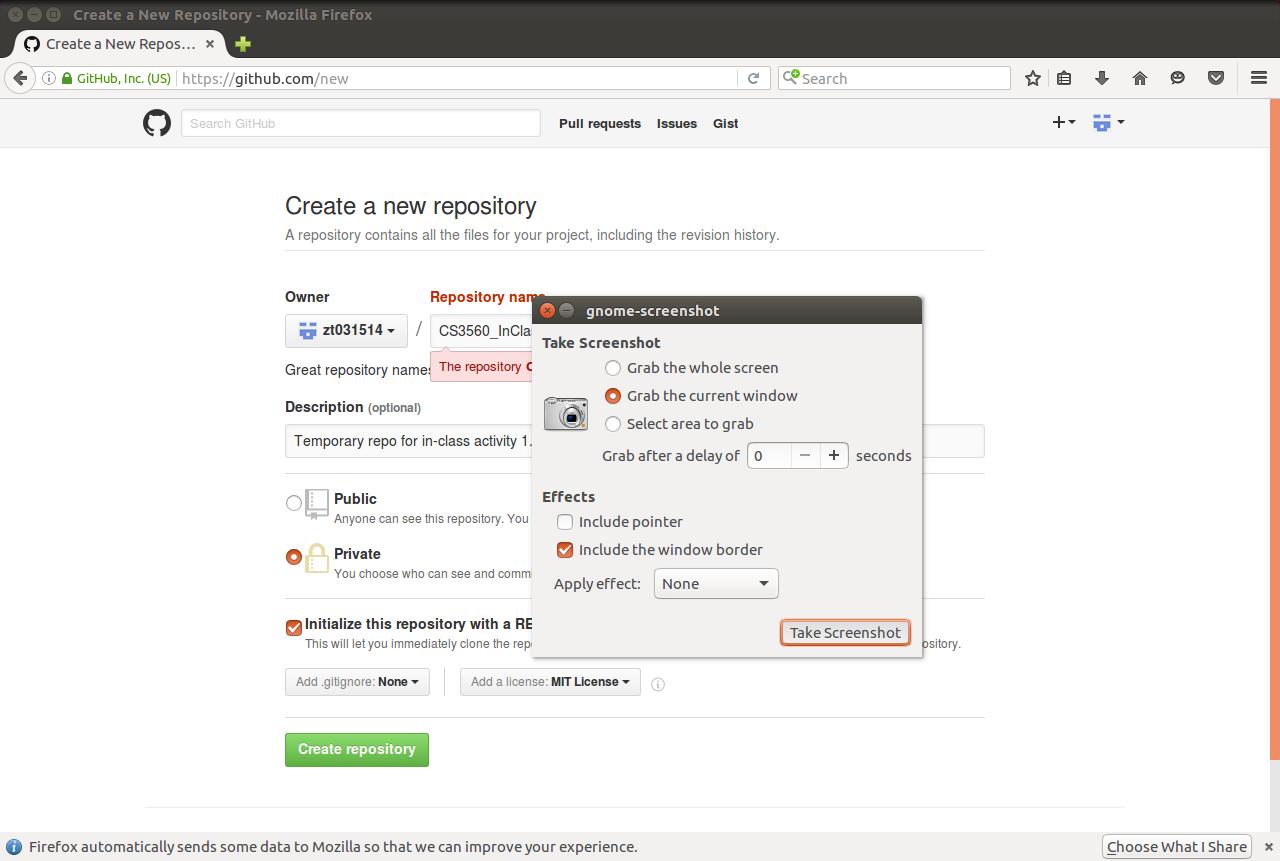 Create a New Repository - Mozilla Firefox
Create a New Repos...
GitHub, Inc. (US) https://github.com/new Search
Search GitHub Pull requests Issues Gist
Create a new repository
A repository contains all the files for your project, including the revision history.
Owner Repository name
zt031514 / CS3560_InCla
Great repository names
The repository
Description (optional)
Temporary repo for in-class activity 1.
Public
Anyone can see this repository. You
Private
You choose who can see and comm
Initialize this repository with a RE
This will let you immediately clone the rep ository.
Add .gitignore: None Add a license: MIT License
Create repository
gnome-screenshot
Take Screenshot
Grab the whole screen
Grab the current window
Select area to grab
Grab after a delay of 0 − + seconds
Effects
Include pointer
Include the window border
Apply effect: None
Take Screenshot
Firefox automatically sends some data to Mozilla so that we can improve your experience. Choose What I Share